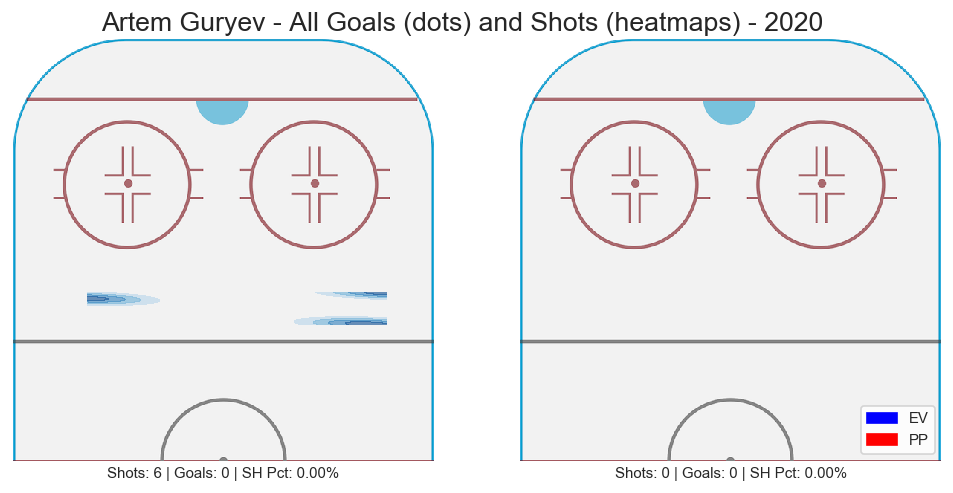 Artem Guryev - All Goals (dots) and Shots (heatmaps) - 2020
EV
PP
Shots: 6 | Goals: 0 | SH Pct: 0.00%
Shots: 0 | Goals: 0 | SH Pct: 0.00%